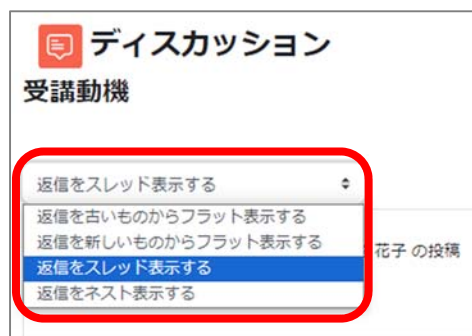 ディスカッション
受講動機
返信をスレッド表示する
返信を古いものからフラット表示する
返信を新しいものからフラット表示する
返信をスレッド表示する
花子 の投稿
返信をネスト表示する